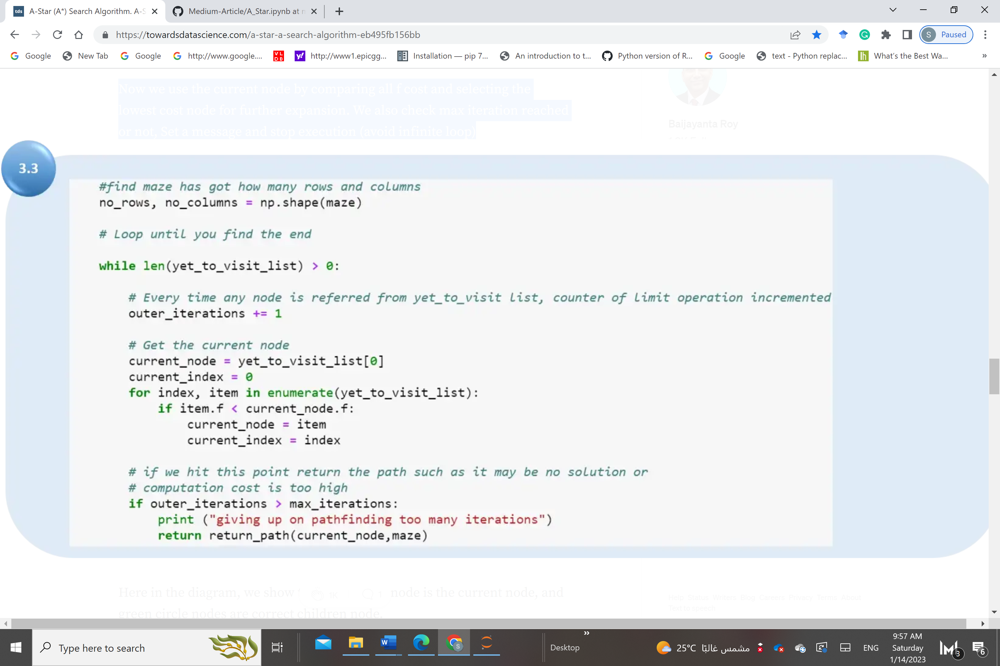 tds A-Star (A*) Search Algorithm. A-S
Medium-Article/A_Star.ipynb at m
https://towardsdatascience.com/a-star-a-search-algorithm-eb495fb156bb
S Paused
Google New Tab Google http://www.google.... VL DB y! http://www1.epicgg... Installation — pip 7... An introduction to t... Python version of R... Google text - Python replac... lh What's the Best Wa... »
Now we use the current node by comparing all f cost and selecting the
lowest cost node for further expansion. We also check max iteration reached
or not, Set a message and stop execution (avoid infinite loop)
Baijayanta Roy
3.3
#find maze has got how many rows and columns
no_rows, no_columns = np.shape(maze)
# Loop until you find the end
while len(yet_to_visit_list) > 0:
# Every time any node is referred from yet_to_visit list, counter of limit operation incremented
outer_iterations += 1
# Get the current node
current_node = yet_to_visit_list[0]
current_index = 0
for index, item in enumerate(yet_to_visit_list):
if item.f < current_node.f:
current_node = item
current_index = index
# if we hit this point return the path such as it may be no solution or
# computation cost is too high
if outer_iterations > max_iterations:
print ("giving up on pathfinding too many iterations")
return return_path(current_node,maze)
Here in the diagram, we show
1K 1
node is the current node, and
green circle nodes are correct children node.
Help Status Writers Blog Careers Privacy Terms About
Text to speech
Type here to search
W
S
Desktop »
25°C مشمس غالبًا
ENG
9:57 AM
Saturday
1/14/2023
3
6